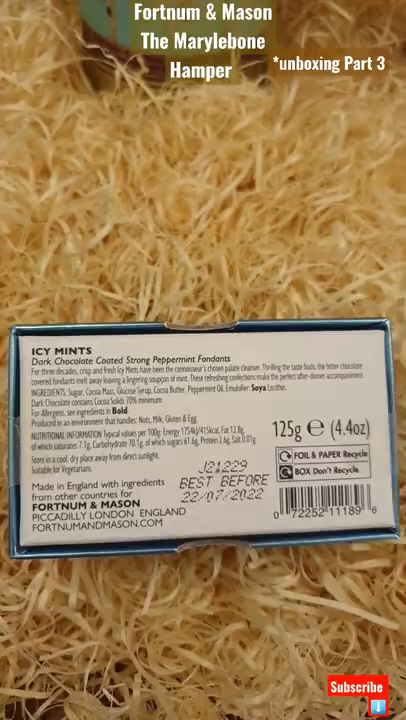 Fortnum & Mason
The Marylebone
Hamper
*unboxing Part 3
ICY MINTS
Dark Chocolate Coated Strong Peppermint Fondants
For three decades, crisp and fresh Icy Mints have been the connoisseur's chosen palate cleanser. Thrilling the taste buds, the bitter chocolate
covered fondants melt away leaving a lingering soupçon of mint. These refreshing confections make the perfect after-dinner accompaniment.
INGREDIENTS: Sugar, Cocoa Mass, Glucose Syrup, Cocoa Butter, Peppermint Oil, Emulsifier: Soya Lecithin.
Dark Chocolate contains Cocoa Solids 70% minimum.
For Allergens, see ingredients in Bold.
Produced in an environment that handles: Nuts, Milk, Gluten & Egg.
NUTRITIONAL INFORMATION Typical values per 100g: Energy 1754kJ/415kcal, Fat 12.8g,
of which saturates 7.7g, Carbohydrate 70.1g, of which sugars 61.6g, Protein 2.6g, Salt 0.01g.
Store in a cool, dry place away from direct sunlight.
Suitable for Vegetarians.
125g e (4.4oz)
FOIL & PAPER Recycle
BOX Don't Recycle
Made in England with ingredients
from other countries for
FORTNUM & MASON
PICCADILLY LONDON ENGLAND
FORTNUMANDMASON.COM
J21229
BEST BEFORE
22/07/2022
0 72252 11189 6
Subscribe